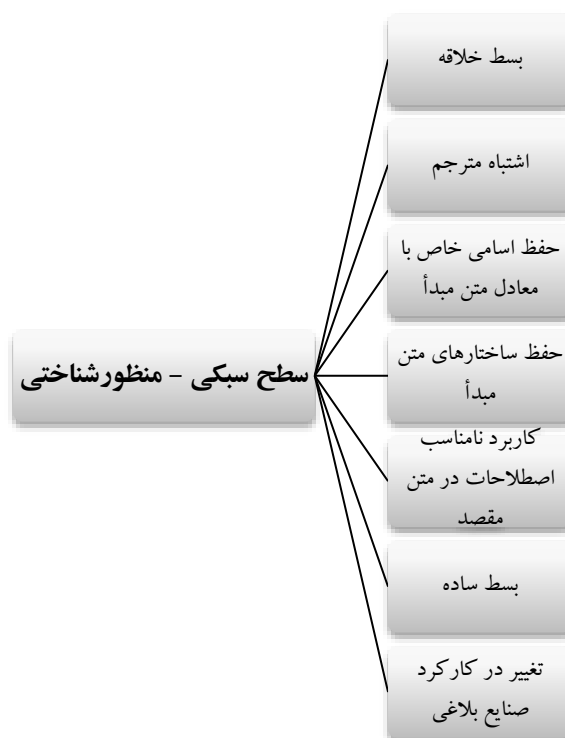 بسط خلاقه
اشتباه مترجم
حفظ اسامی خاص با
معادل متن مبدأ
سطح سبکی - منظورشناختی
حفظ ساختارهای متن
مبدأ
کاربرد نامناسب
اصطلاحات در متن
مقصد
بسط ساده
تغییر در کارکرد
صنایع بلاغی